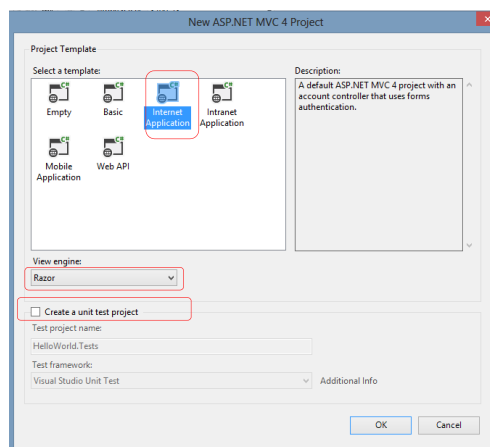 New ASP.NET MVC 4 Project
Project Template
Select a template:
Description:
Empty
Basic
Internet
Application
Intranet
Application
Mobile
Application
Web API
A default ASP.NET MVC 4 project with an
account controller that uses forms
authentication.
View engine:
Razor
Create a unit test project
Test project name:
HelloWorld.Tests
Test framework:
Visual Studio Unit Test
Additional Info
OK
Cancel